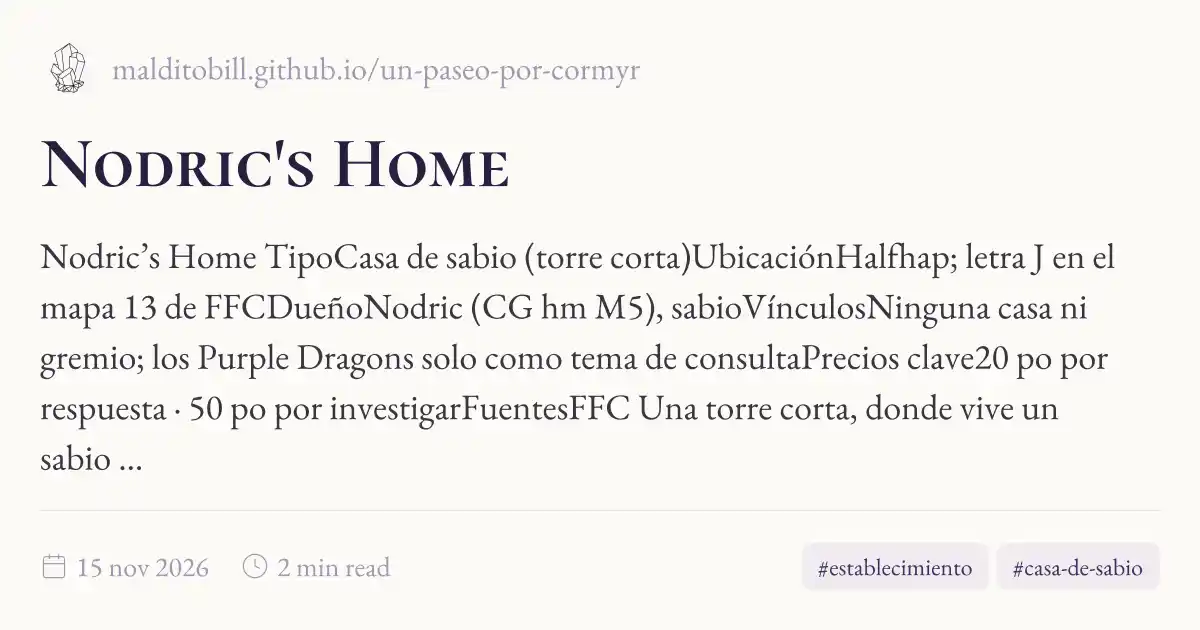 malditobill.github.io/un-paseo-por-cormyr
Nodric's Home
Nodric’s Home TipoCasa de sabio (torre corta)UbicaciónHalfhap; letra J en el
mapa 13 de FFCDueñoNodric (CG hm M5), sabioVínculosNinguna casa ni
gremio; los Purple Dragons solo como tema de consultaPrecios clave20 po por
respuesta · 50 po por investigarFuentesFFC Una torre corta, donde vive un
sabio ...
15 nov 2026 2 min read #establecimiento #casa-de-sabio